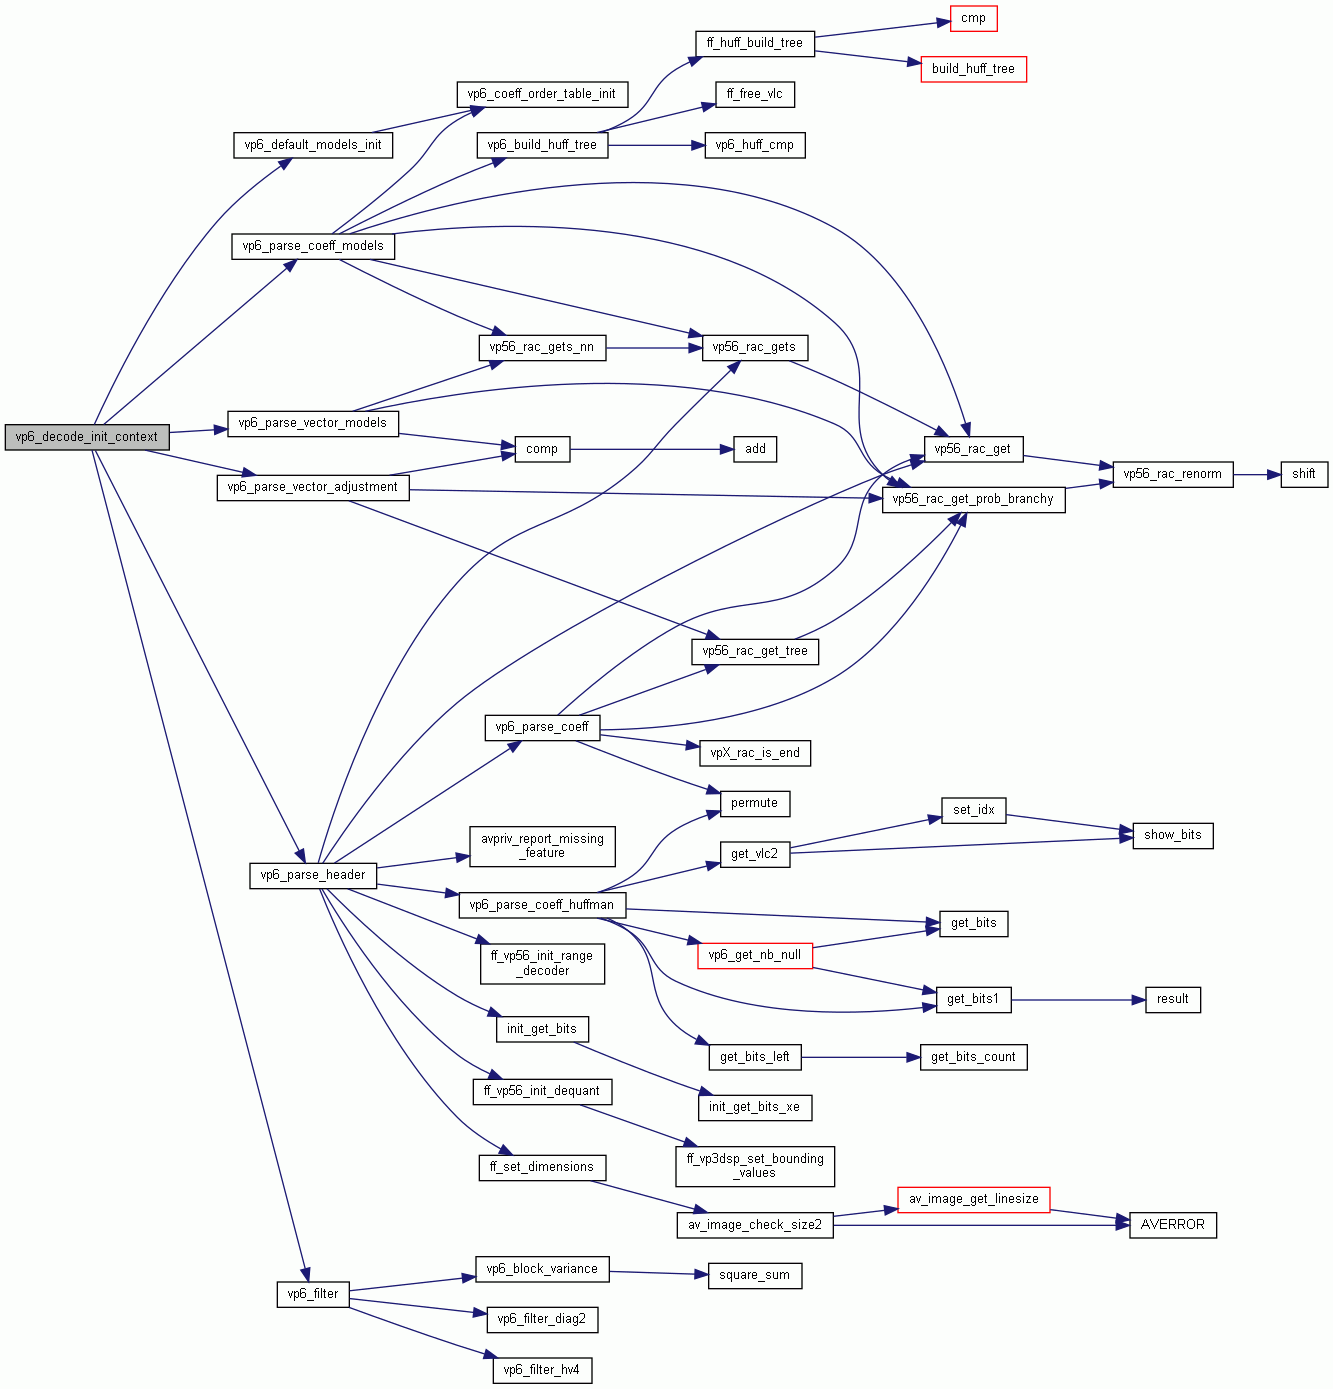 cmp
ff_huff_build_tree
build_huff_tree
vp6_coeff_order_table_init
ff_free_vlc
vp6_default_models_init
vp6_build_huff_tree
vp6_huff_cmp
vp6_parse_coeff_models
vp56_rac_gets_nn
vp56_rac_gets
vp6_parse_vector_models
vp6_decode_init_context
comp
add
vp56_rac_get
vp56_rac_renorm
shift
vp6_parse_vector_adjustment
vp56_rac_get_prob_branchy
vp56_rac_get_tree
vp6_parse_coeff
vpX_rac_is_end
permute
set_idx
show_bits
avpriv_report_missing
_feature
get_vlc2
vp6_parse_header
vp6_parse_coeff_huffman
get_bits
ff_vp56_init_range
_decoder
vp6_get_nb_null
get_bits1
result
init_get_bits
get_bits_left
get_bits_count
ff_vp56_init_dequant
init_get_bits_xe
ff_set_dimensions
ff_vp3dsp_set_bounding
_values
av_image_get_linesize
av_image_check_size2
AVERROR
vp6_block_variance
square_sum
vp6_filter
vp6_filter_diag2
vp6_filter_hv4